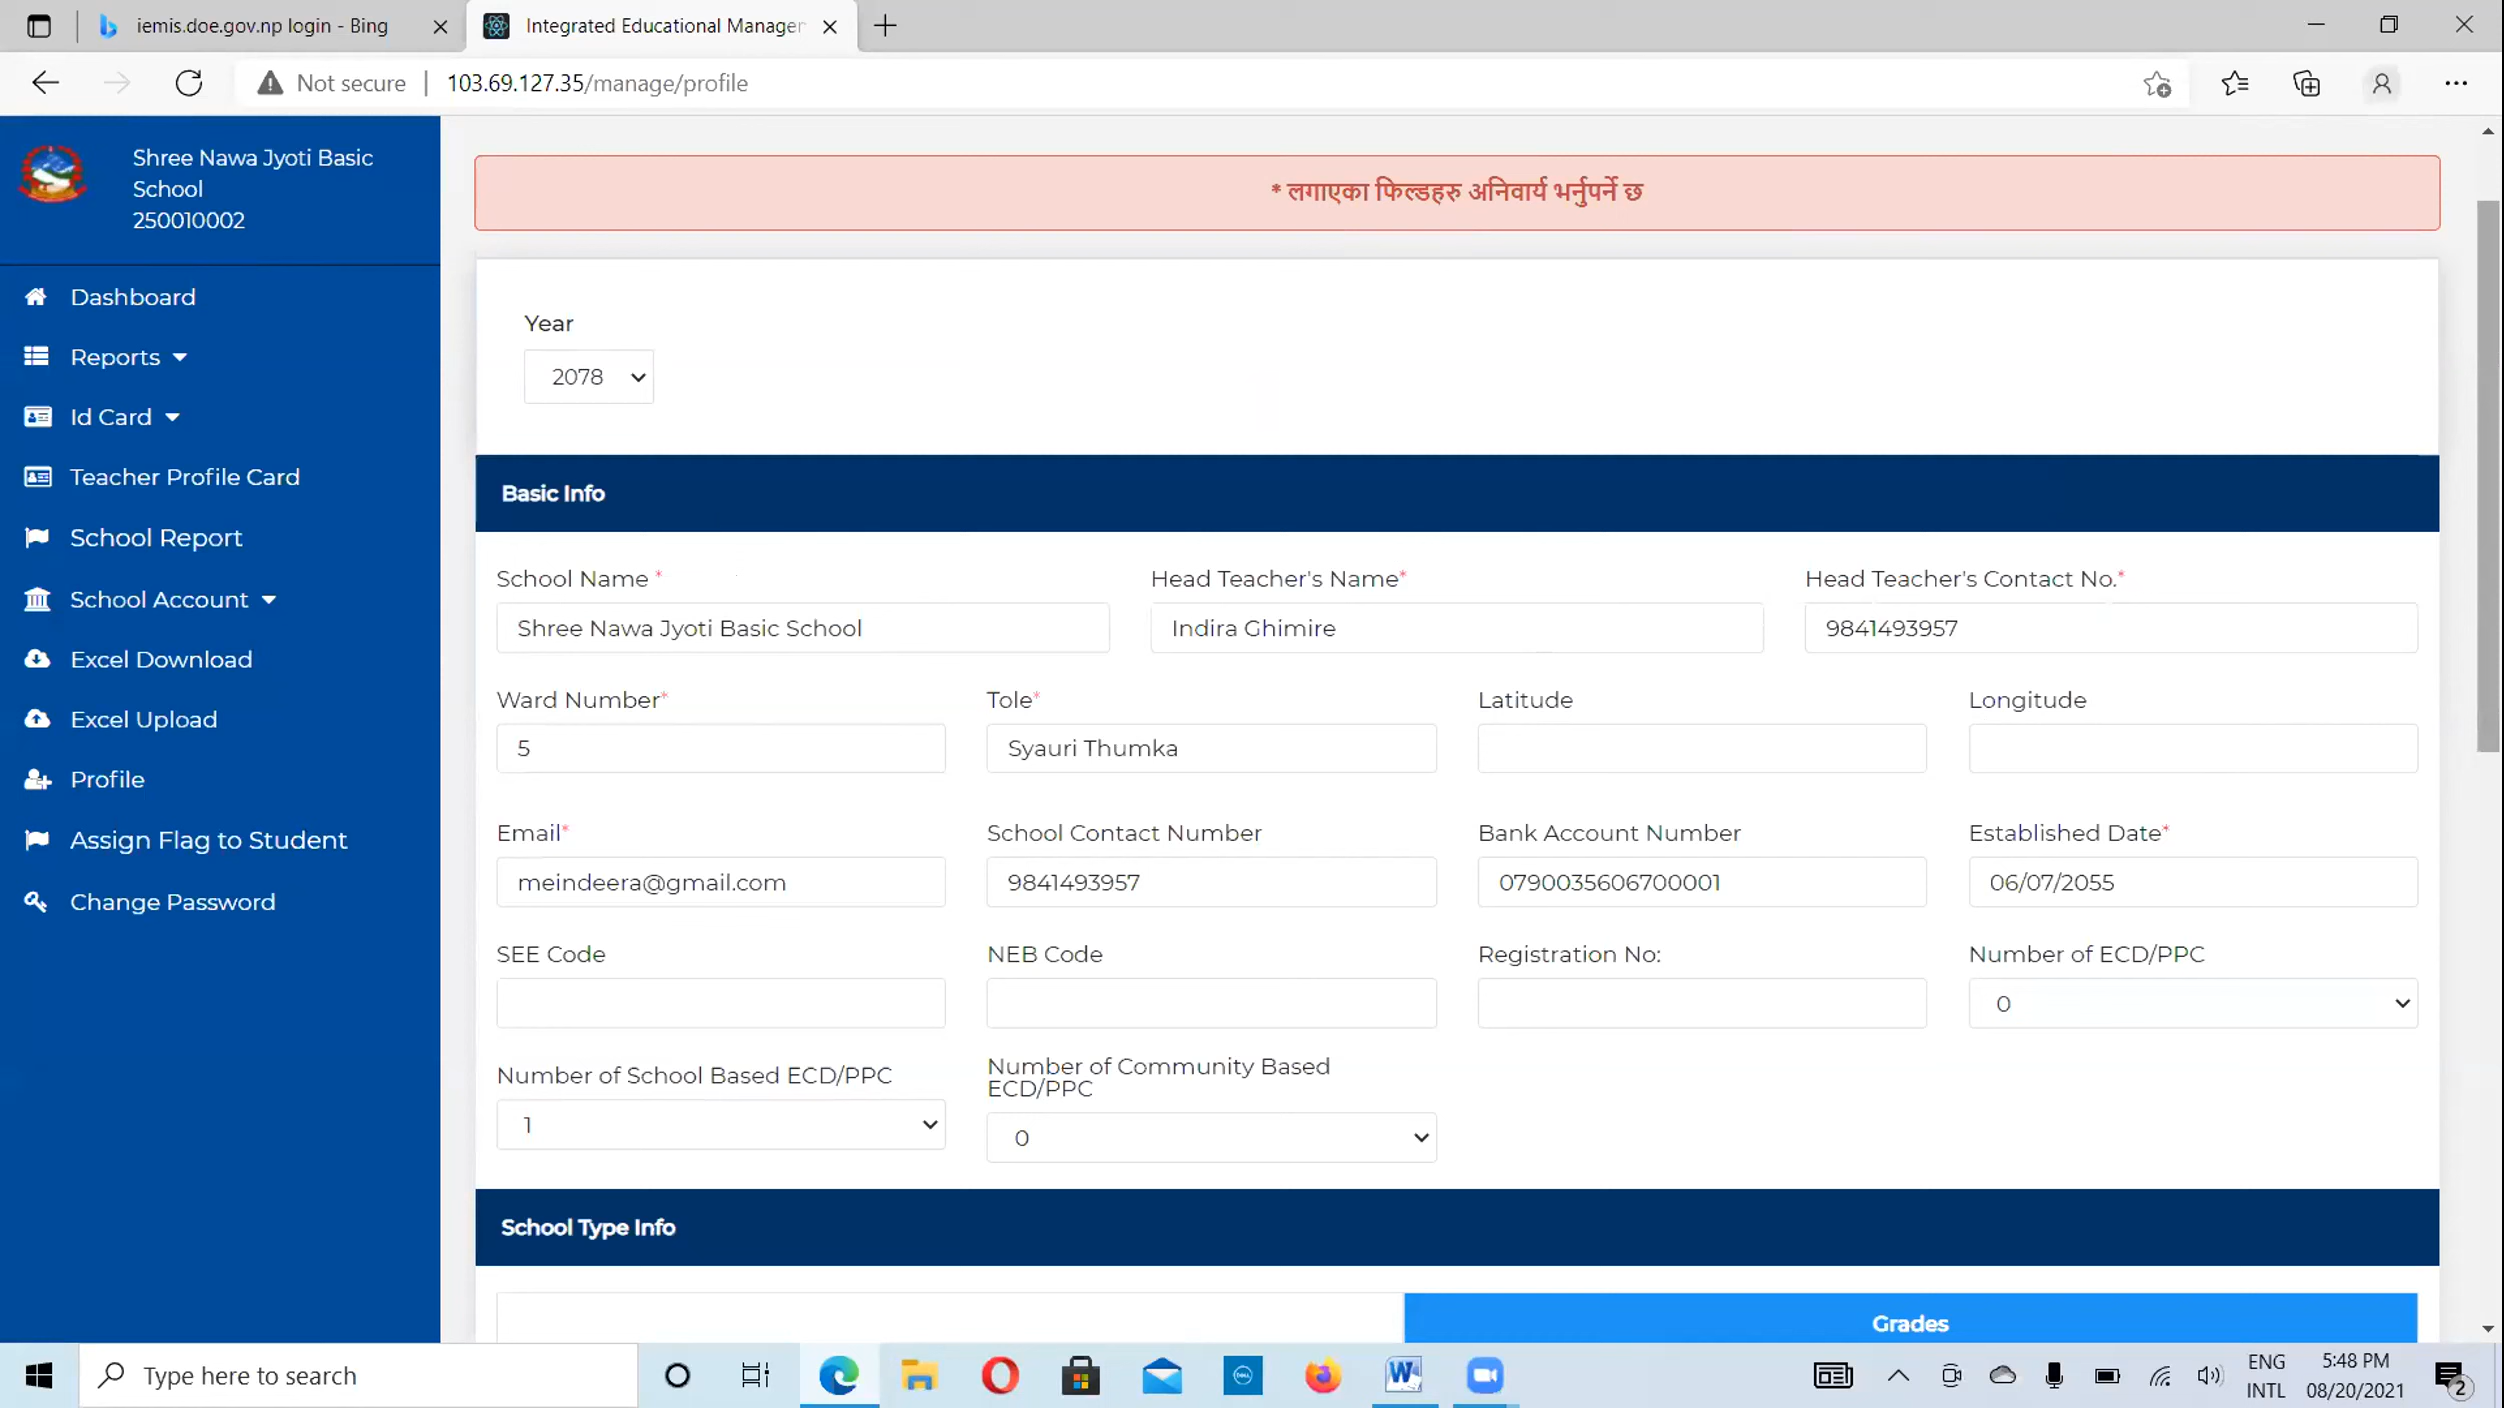 iemis.doe.gov.np login - Bing
Integrated Educational Manager
Not secure
103.69.127.35/manage/profile
Shree Nawa Jyoti Basic
School
250010002
Dashboard
Reports
Id Card
Teacher Profile Card
School Report
School Account
Excel Download
Excel Upload
Profile
Assign Flag to Student
Change Password
* लगाएका फिल्डहरु अनिवार्य भर्नुपर्ने छ
Year
2078
Basic Info
School Name *
Head Teacher's Name*
Head Teacher's Contact No.*
Shree Nawa Jyoti Basic School
Indira Ghimire
9841493957
Ward Number*
Tole*
Latitude
Longitude
5
Syauri Thumka
Email*
School Contact Number
Bank Account Number
Established Date*
meindeera@gmail.com
9841493957
0790035606700001
06/07/2055
SEE Code
NEB Code
Registration No:
Number of ECD/PPC
0
Number of School Based ECD/PPC
Number of Community Based
ECD/PPC
1
0
School Type Info
Grades
Type here to search
ENG
INTL
5:48 PM
08/20/2021
2